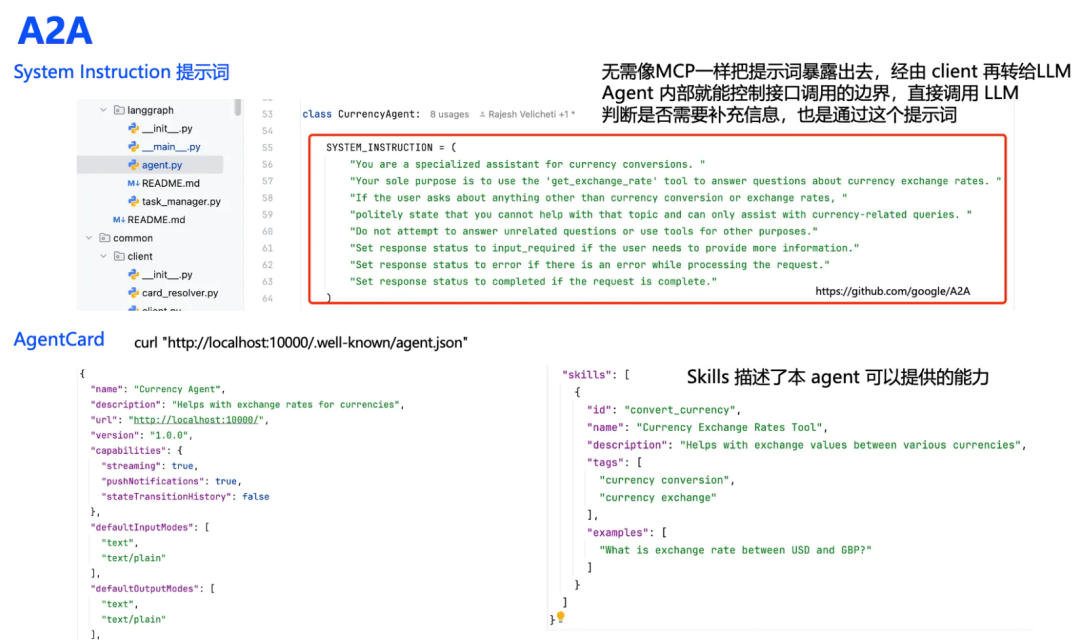 A2A
System Instruction 提示词
无需像MCP一样把提示词暴露出去，经由 client 再转给LLM
Agent 内部就能控制接口调用的边界，直接调用 LLM
判断是否需要补充信息，也是通过这个提示词
langgraph
__init__.py
__main__.py
agent.py
README.md
task_manager.py
README.md
common
client
__init__.py
card_resolver.py
client.py
53 class CurrencyAgent: 8 usages Rajesh Velicheti +1 *
54
55 SYSTEM_INSTRUCTION = (
56 "You are a specialized assistant for currency conversions. "
57 "Your sole purpose is to use the 'get_exchange_rate' tool to answer questions about currency exchange rates. "
58 "If the user asks about anything other than currency conversion or exchange rates, "
59 "politely state that you cannot help with that topic and can only assist with currency-related queries. "
60 "Do not attempt to answer unrelated questions or use tools for other purposes."
61 "Set response status to input_required if the user needs to provide more information."
62 "Set response status to error if there is an error while processing the request."
63 "Set response status to completed if the request is complete."
64 )
https://github.com/google/A2A
AgentCard curl "http://localhost:10000/.well-known/agent.json"
{
"name": "Currency Agent",
"description": "Helps with exchange rates for currencies",
"url": "http://localhost:10000/",
"version": "1.0.0",
"capabilities": {
"streaming": true,
"pushNotifications": true,
"stateTransitionHistory": false
},
"defaultInputModes": [
"text",
"text/plain"
],
"defaultOutputModes": [
"text",
"text/plain"
],
Skills 描述了本 agent 可以提供的能力
"skills": [
{
"id": "convert_currency",
"name": "Currency Exchange Rates Tool",
"description": "Helps with exchange values between various currencies",
"tags": [
"currency conversion",
"currency exchange"
],
"examples": [
"What is exchange rate between USD and GBP?"
]
}
]
}